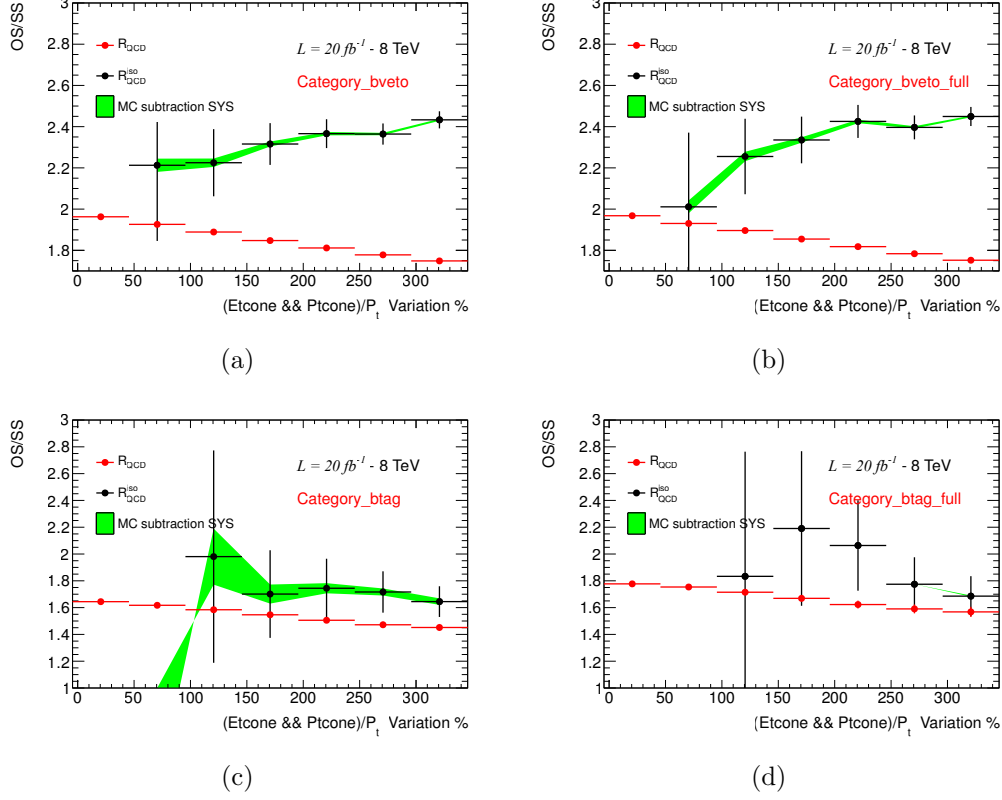 OS/SS
3
2.8
2.6
2.4
2.2
2
1.8
R_QCD
R^iso_QCD
MC subtraction SYS
L = 20 fb^-1 - 8 TeV
Category_bveto
0 50 100 150 200 250 300
(Etcone && Ptcone)/P_t Variation %
(a)
OS/SS
3
2.8
2.6
2.4
2.2
2
1.8
R_QCD
R^iso_QCD
MC subtraction SYS
L = 20 fb^-1 - 8 TeV
Category_bveto_full
0 50 100 150 200 250 300
(Etcone && Ptcone)/P_t Variation %
(b)
OS/SS
3
2.8
2.6
2.4
2.2
2
1.8
1.6
1.4
1.2
1
R_QCD
R^iso_QCD
MC subtraction SYS
L = 20 fb^-1 - 8 TeV
Category_btag
0 50 100 150 200 250 300
(Etcone && Ptcone)/P_t Variation %
(c)
OS/SS
3
2.8
2.6
2.4
2.2
2
1.8
1.6
1.4
1.2
1
R_QCD
R^iso_QCD
MC subtraction SYS
L = 20 fb^-1 - 8 TeV
Category_btag_full
0 50 100 150 200 250 300
(Etcone && Ptcone)/P_t Variation %
(d)